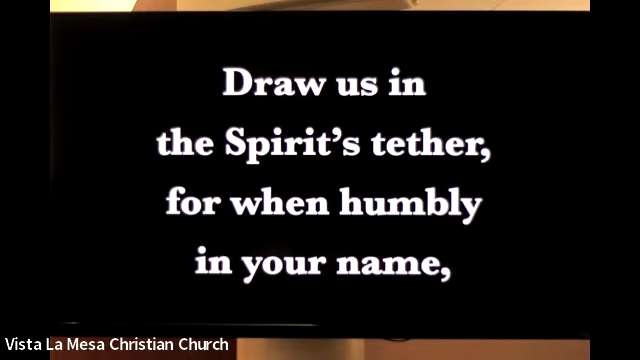 Draw us in
the Spirit’s tether,
for when humbly
in your name,
Vista La Mesa Christian Church